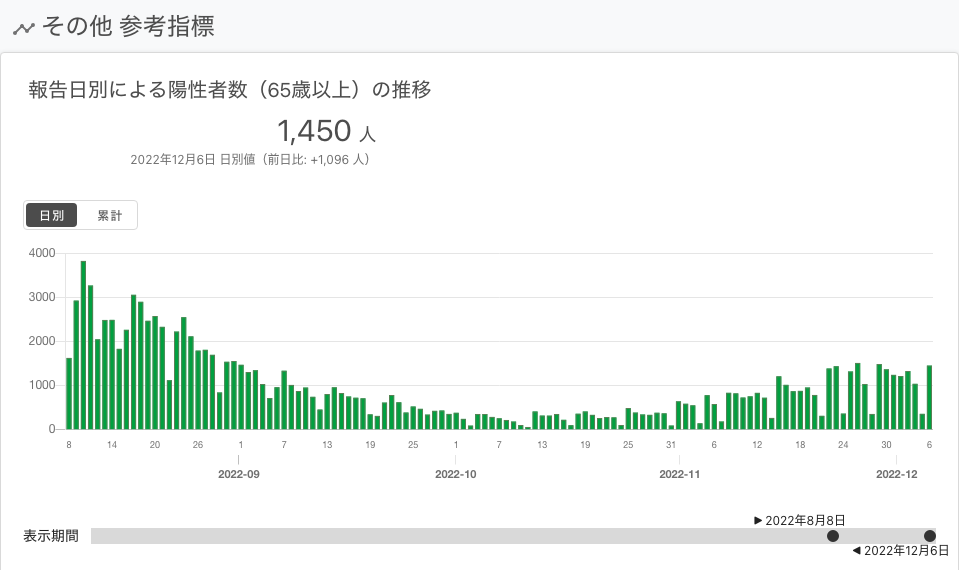 その他 参考指標
報告日別による陽性者数（65歳以上）の推移
1,450 人
2022年12月6日 日別値（前日比: +1,096 人）
日別 累計
4000
3000
2000
1000
0
8 14 20 26 1 7 13 19 25 1 7 13 19 25 31 6 12 18 24 30 6
2022-09 2022-10 2022-11 2022-12
▶ 2022年8月8日
表示期間
◀ 2022年12月6日